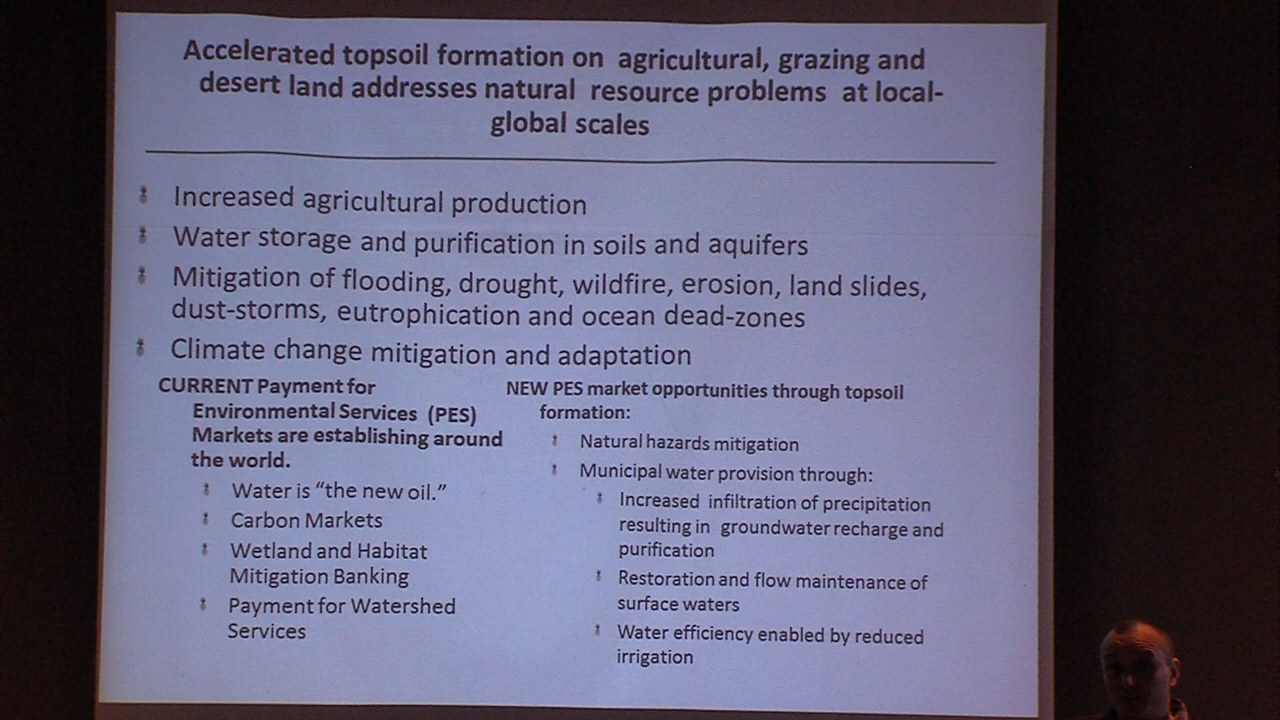 Accelerated topsoil formation on agricultural, grazing and
desert land addresses natural resource problems at local-
global scales
Increased agricultural production
Water storage and purification in soils and aquifers
Mitigation of flooding, drought, wildfire, erosion, land slides,
dust-storms, eutrophication and ocean dead-zones
Climate change mitigation and adaptation
CURRENT Payment for
Environmental Services (PES)
Markets are establishing around
the world.
Water is “the new oil.”
Carbon Markets
Wetland and Habitat
Mitigation Banking
Payment for Watershed
Services
NEW PES market opportunities through topsoil
formation:
Natural hazards mitigation
Municipal water provision through:
Increased infiltration of precipitation
resulting in groundwater recharge and
purification
Restoration and flow maintenance of
surface waters
Water efficiency enabled by reduced
irrigation